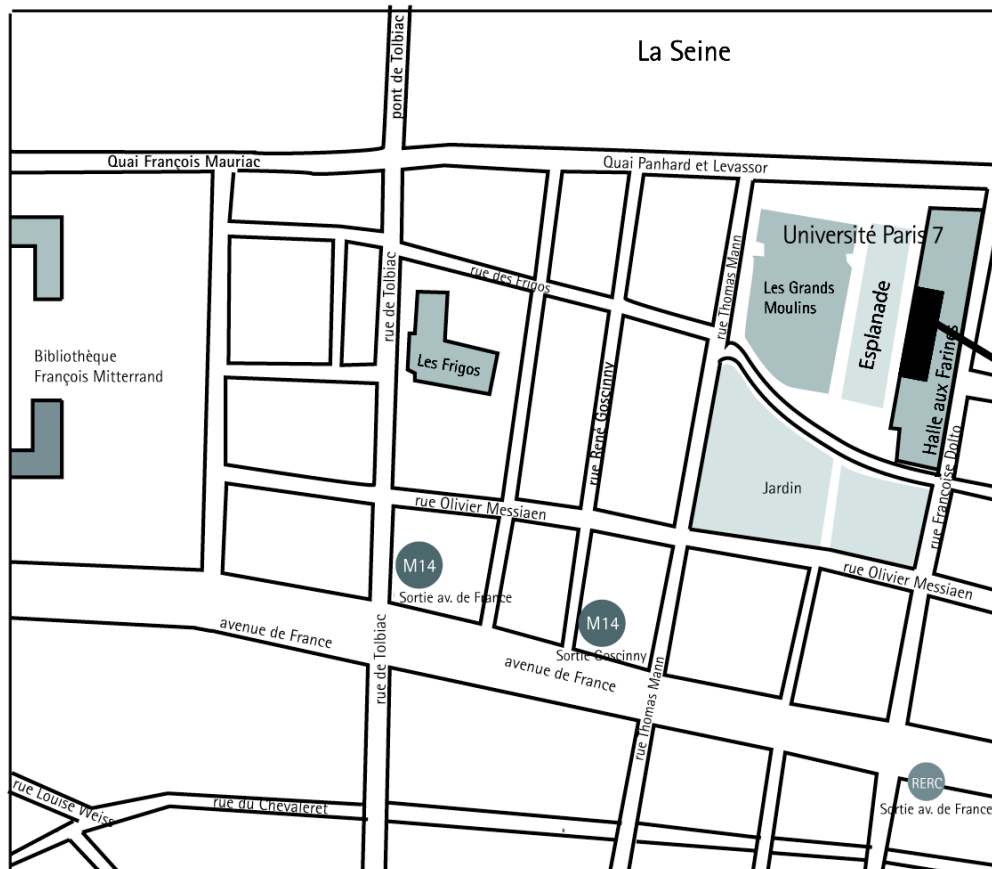 pont de Tolbiac
La Seine
Quai François Mauriac
Quai Panhard et Levassor
Université Paris 7
rue Thomas Mann
rue de Tolbiac
rue des Frigos
Les Grands
Moulins
Esplanade
Halle aux Farines
Bibliothèque
François Mitterrand
Les Frigos
rue René Goscinny
Jardin
rue Françoise Dolto
rue Olivier Messiaen
M14
Sortie av. de France
rue Olivier Messiaen
M14
Sortie Goscinny
avenue de France
rue de Tolbiac
avenue de France
rue Thomas Mann
RERC
Sortie av. de France
rue Louise Weiss
rue du Chevaleret